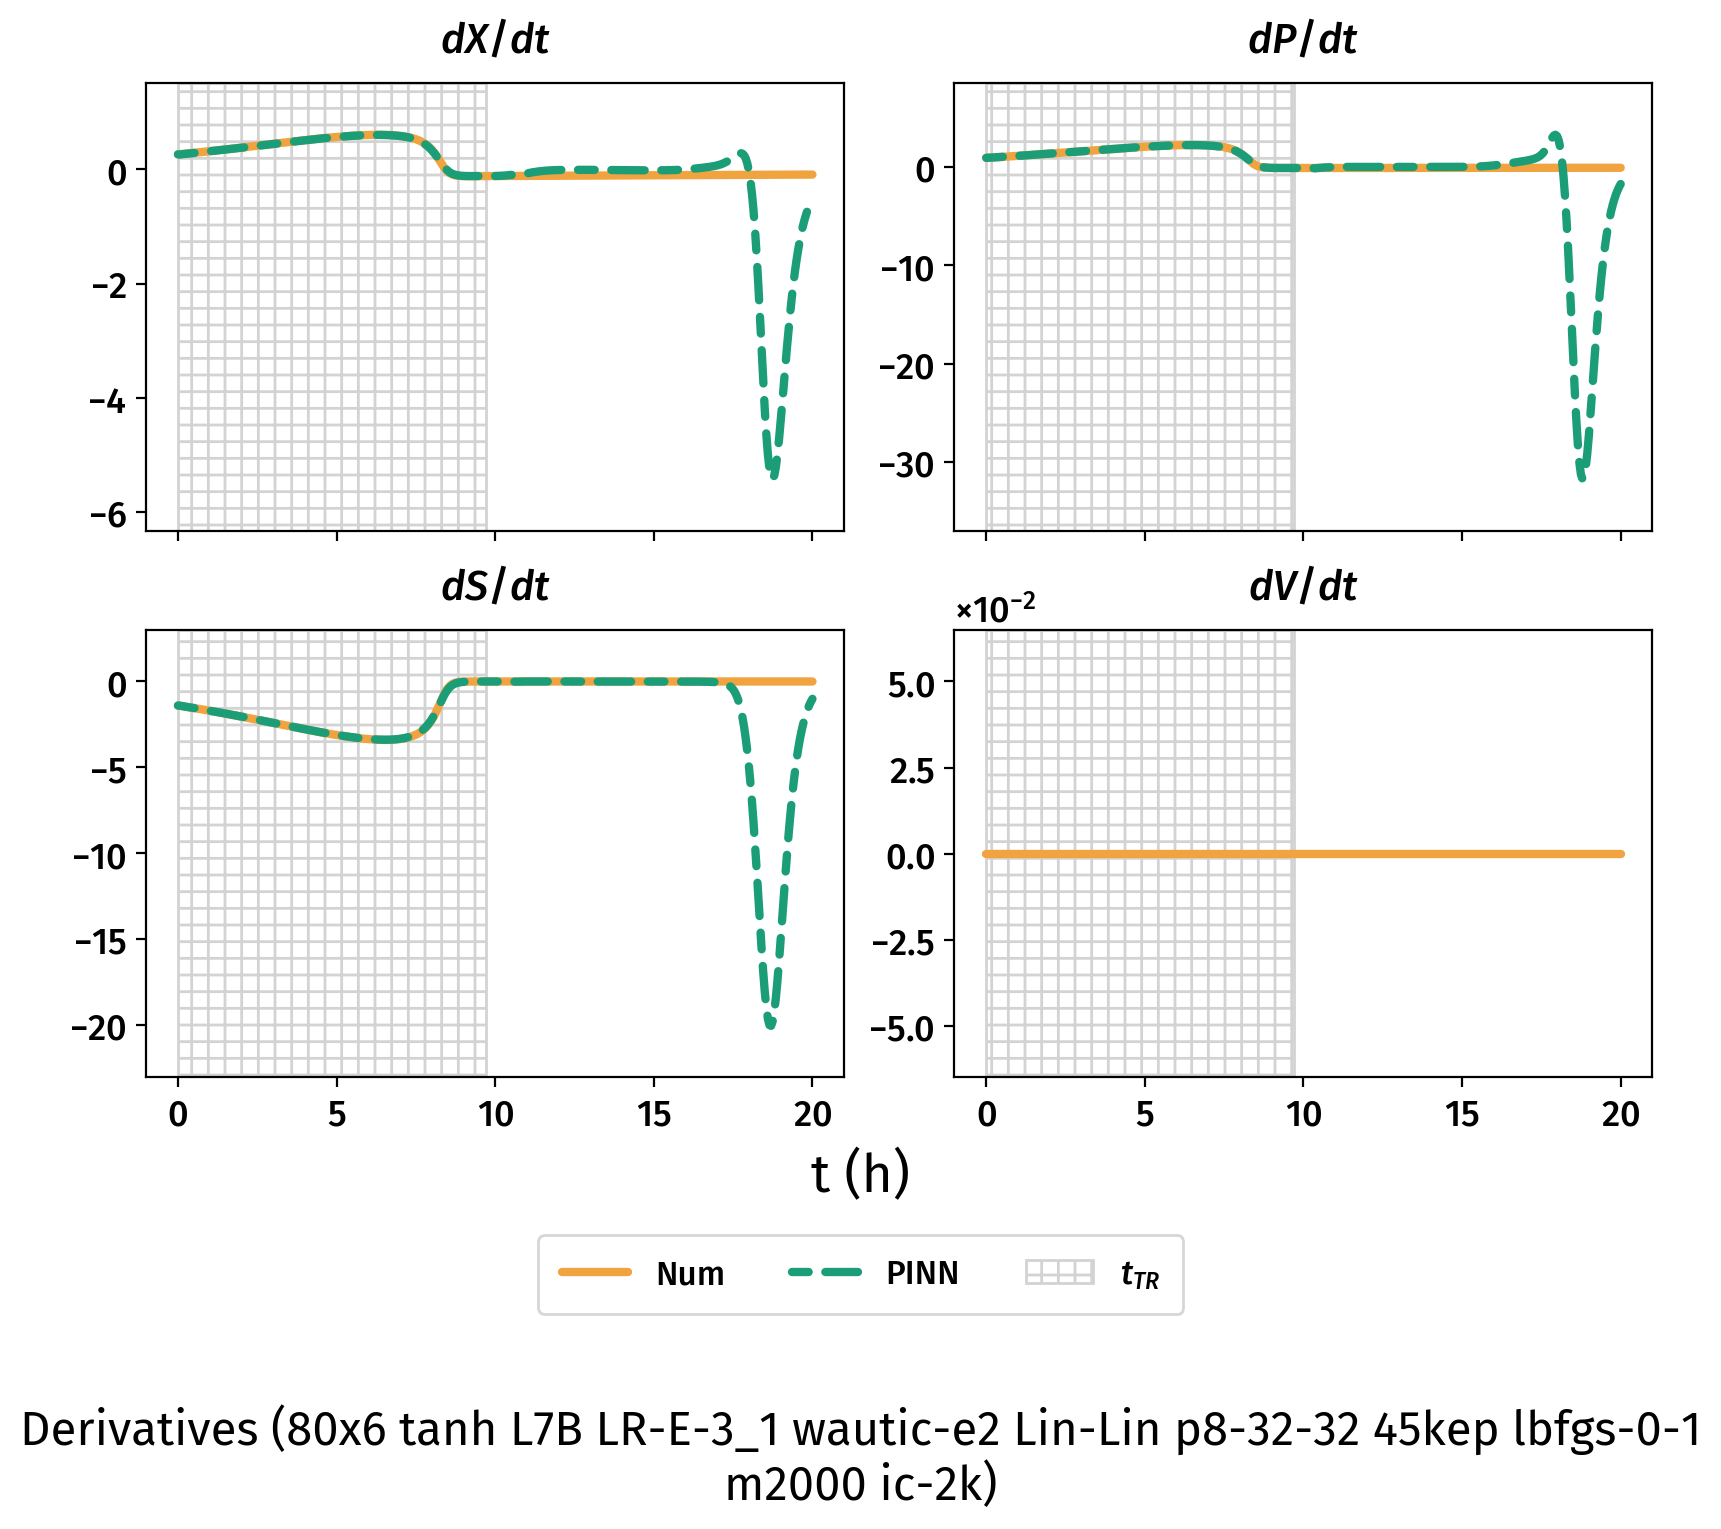 dX/dt
dP/dt
0
−2
−4
−6
0
−10
−20
−30
dS/dt
dV/dt
×10⁻²
0
−5
−10
−15
−20
5.0
2.5
0.0
−2.5
−5.0
0 5 10 15 20
0 5 10 15 20
t (h)
Num PINN t_TR
Derivatives (80x6 tanh L7B LR-E-3_1 wautic-e2 Lin-Lin p8-32-32 45kep lbfgs-0-1
m2000 ic-2k)